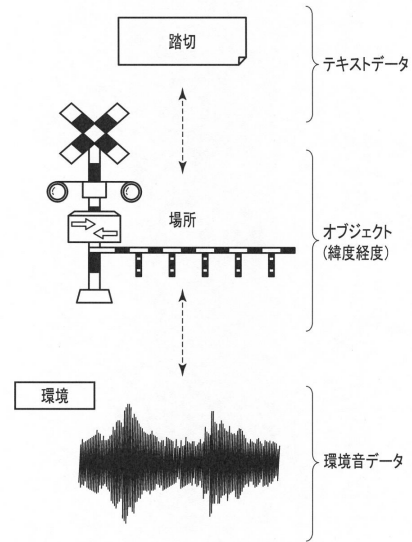 踏切
テキストデータ
場所
オブジェクト
(緯度経度)
環境
環境音データ